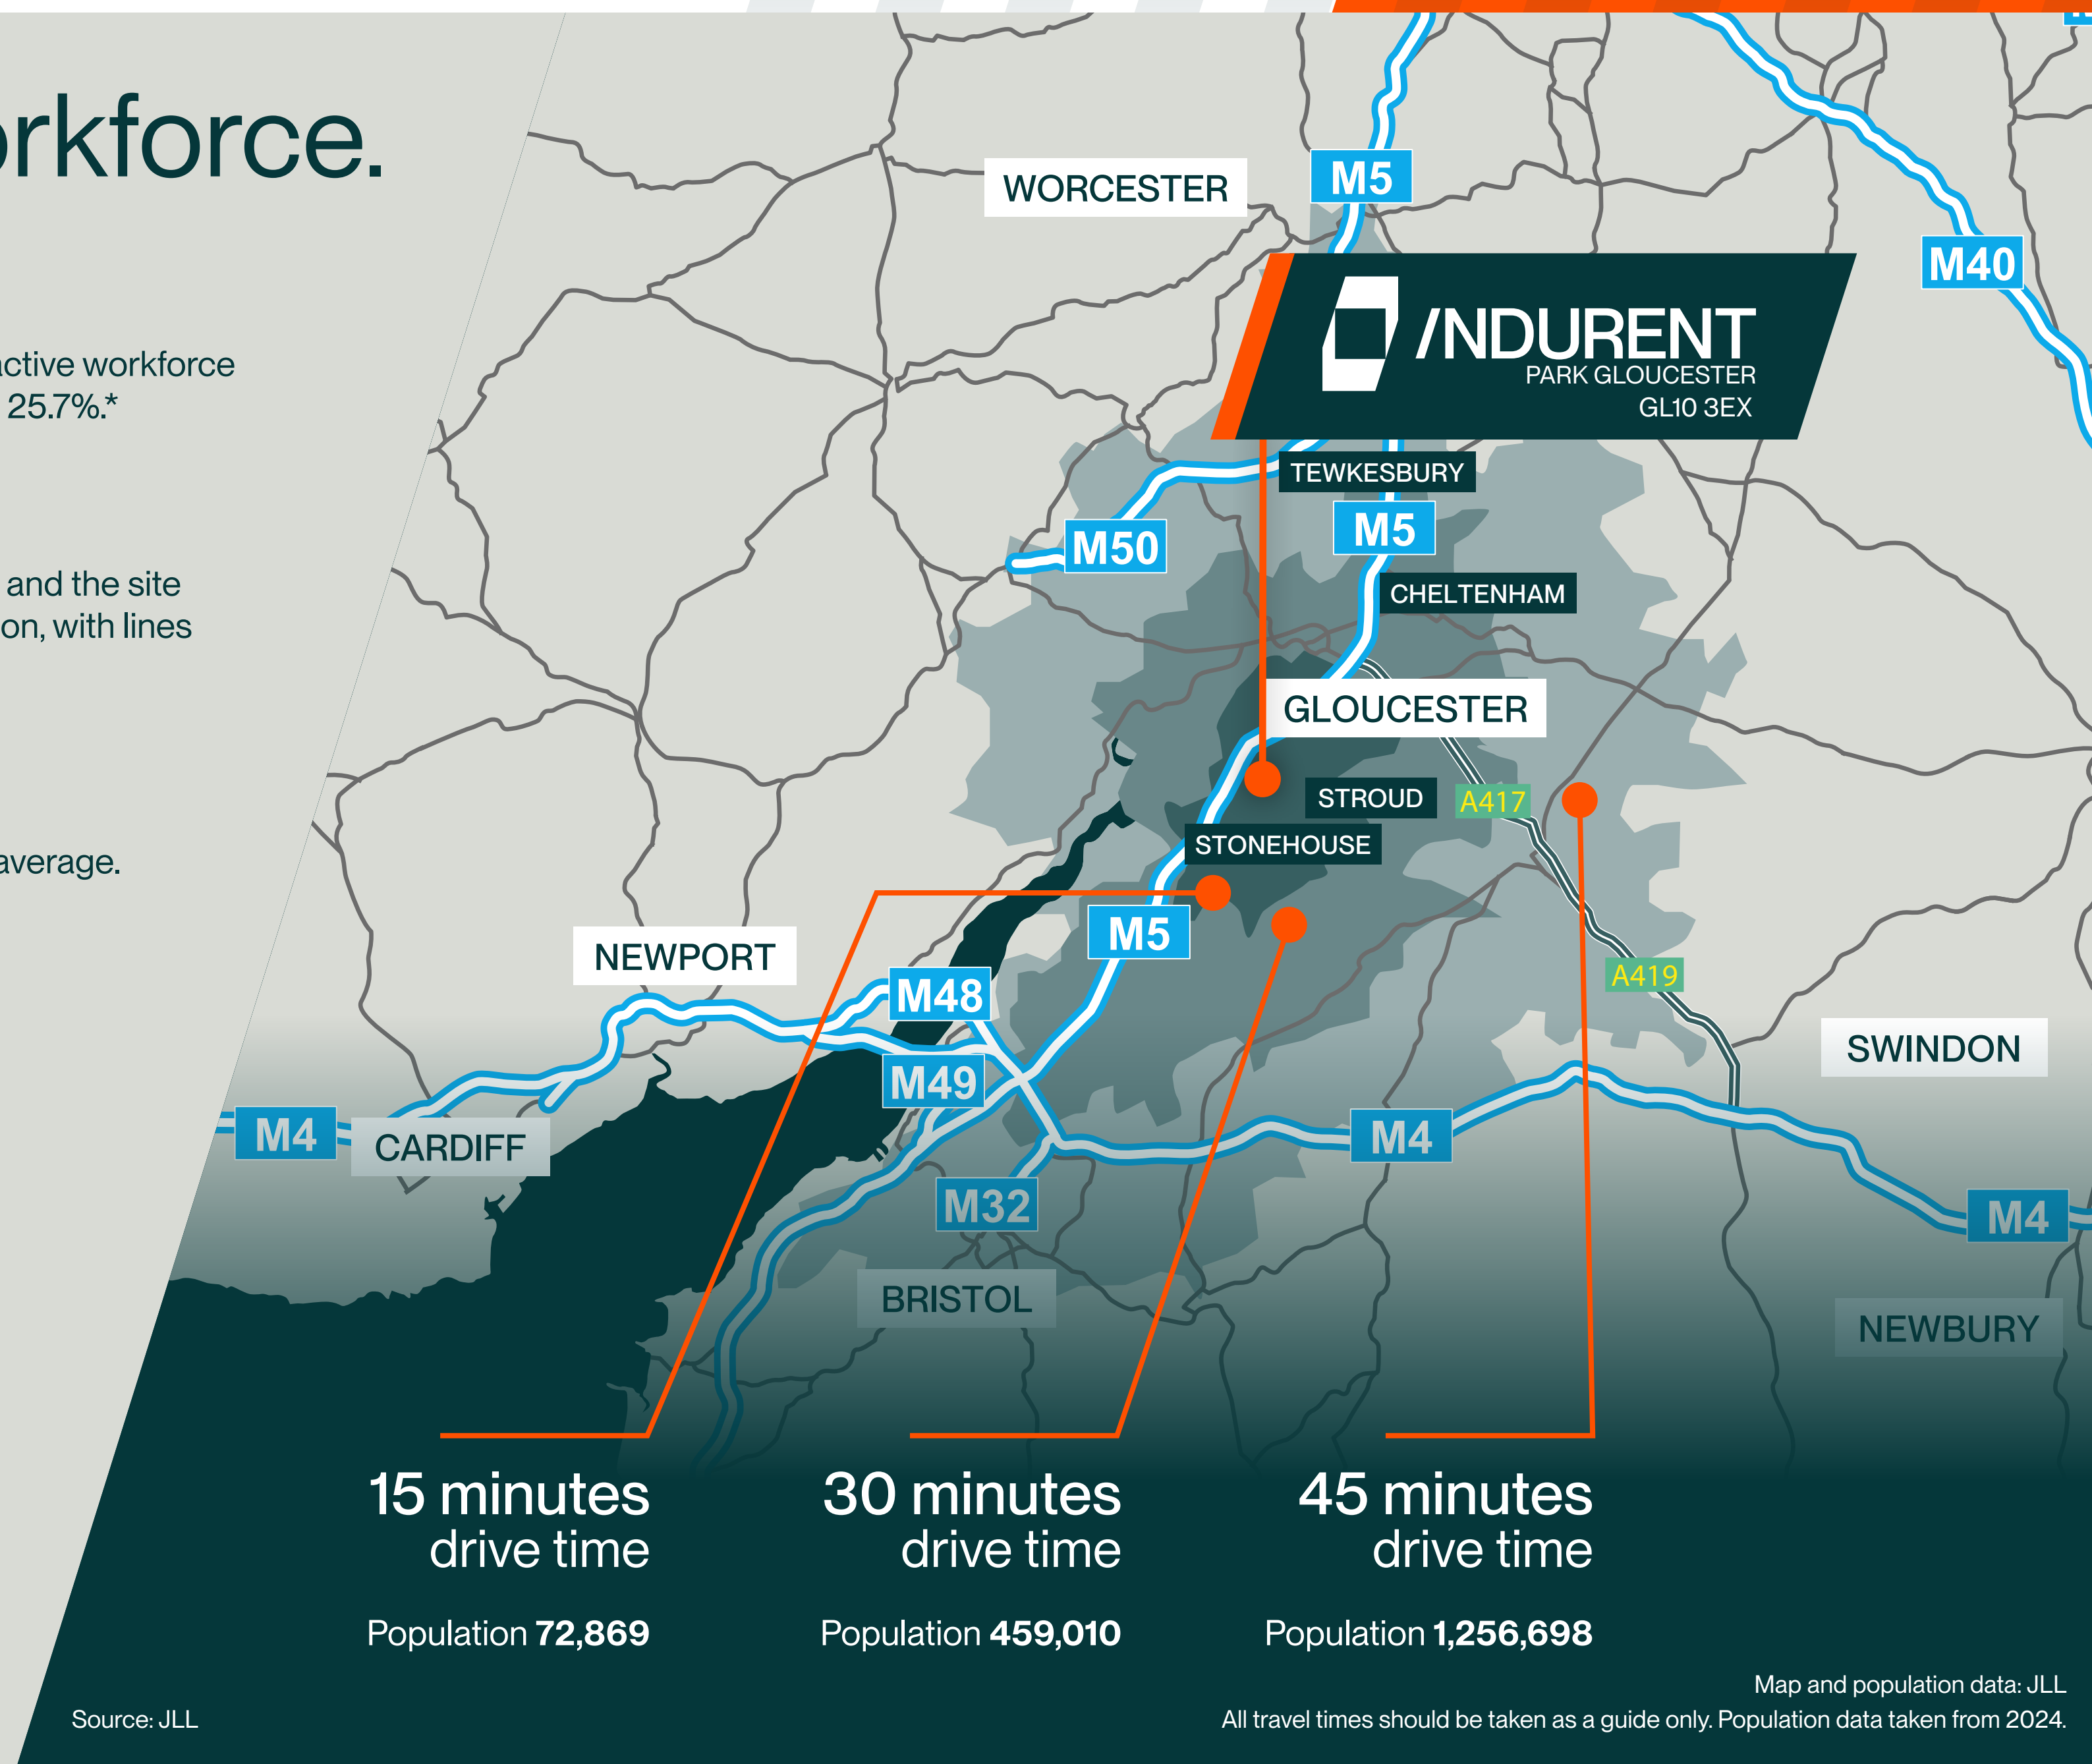 orkforce.
active workforce
25.7%.*
and the site
on, with lines
average.
WORCESTER
M5
M40
/NDURENT
PARK GLOUCESTER
GL10 3EX
TEWKESBURY
M5
M50
CHELTENHAM
GLOUCESTER
STROUD
A417
STONEHOUSE
M5
NEWPORT
M48
A419
SWINDON
M49
M4
CARDIFF
M4
M32
M4
BRISTOL
NEWBURY
15 minutes
drive time
Population 72,869
30 minutes
drive time
Population 459,010
45 minutes
drive time
Population 1,256,698
Map and population data: JLL
Source: JLL
All travel times should be taken as a guide only. Population data taken from 2024.